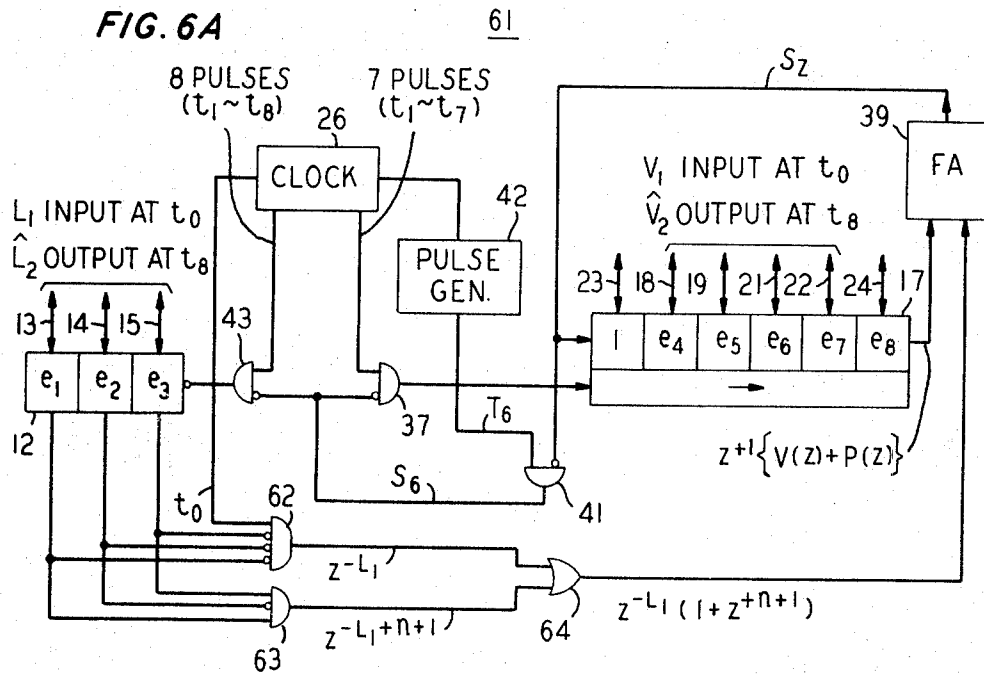 FIG. 6A
61
8 PULSES
(t₁~t₈)
7 PULSES
(t₁~t₇)
S_Z
26
CLOCK
39
FA
L₁ INPUT AT t₀
L̂₂ OUTPUT AT t₈
V₁ INPUT AT t₀
V̂₂ OUTPUT AT t₈
42
PULSE
GEN.
13
14
15
23
18
19
21
22
24
17
43
37
e₁
e₂
e₃
1
e₄
e₅
e₆
e₇
e₈
12
T₆
z⁺¹{V(z)+P(z)}
S₆
41
t₀
62
z^-L₁
64
z^-L₁(1+z^+n+1)
z^-L₁+n+1
63